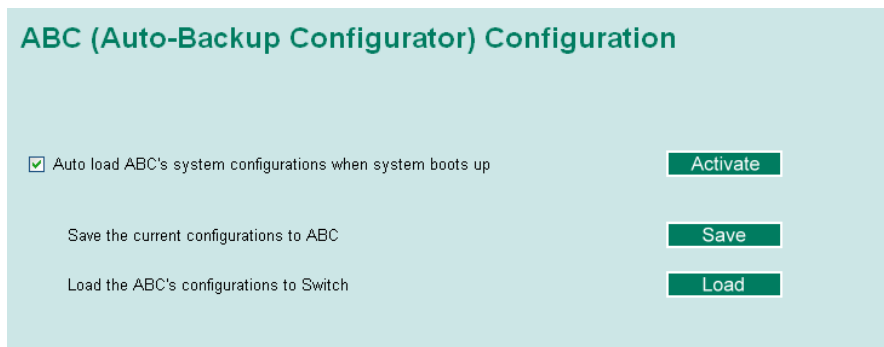 ABC (Auto-Backup Configurator) Configuration
Auto load ABC's system configurations when system boots up Activate
Save the current configurations to ABC Save
Load the ABC's configurations to Switch Load